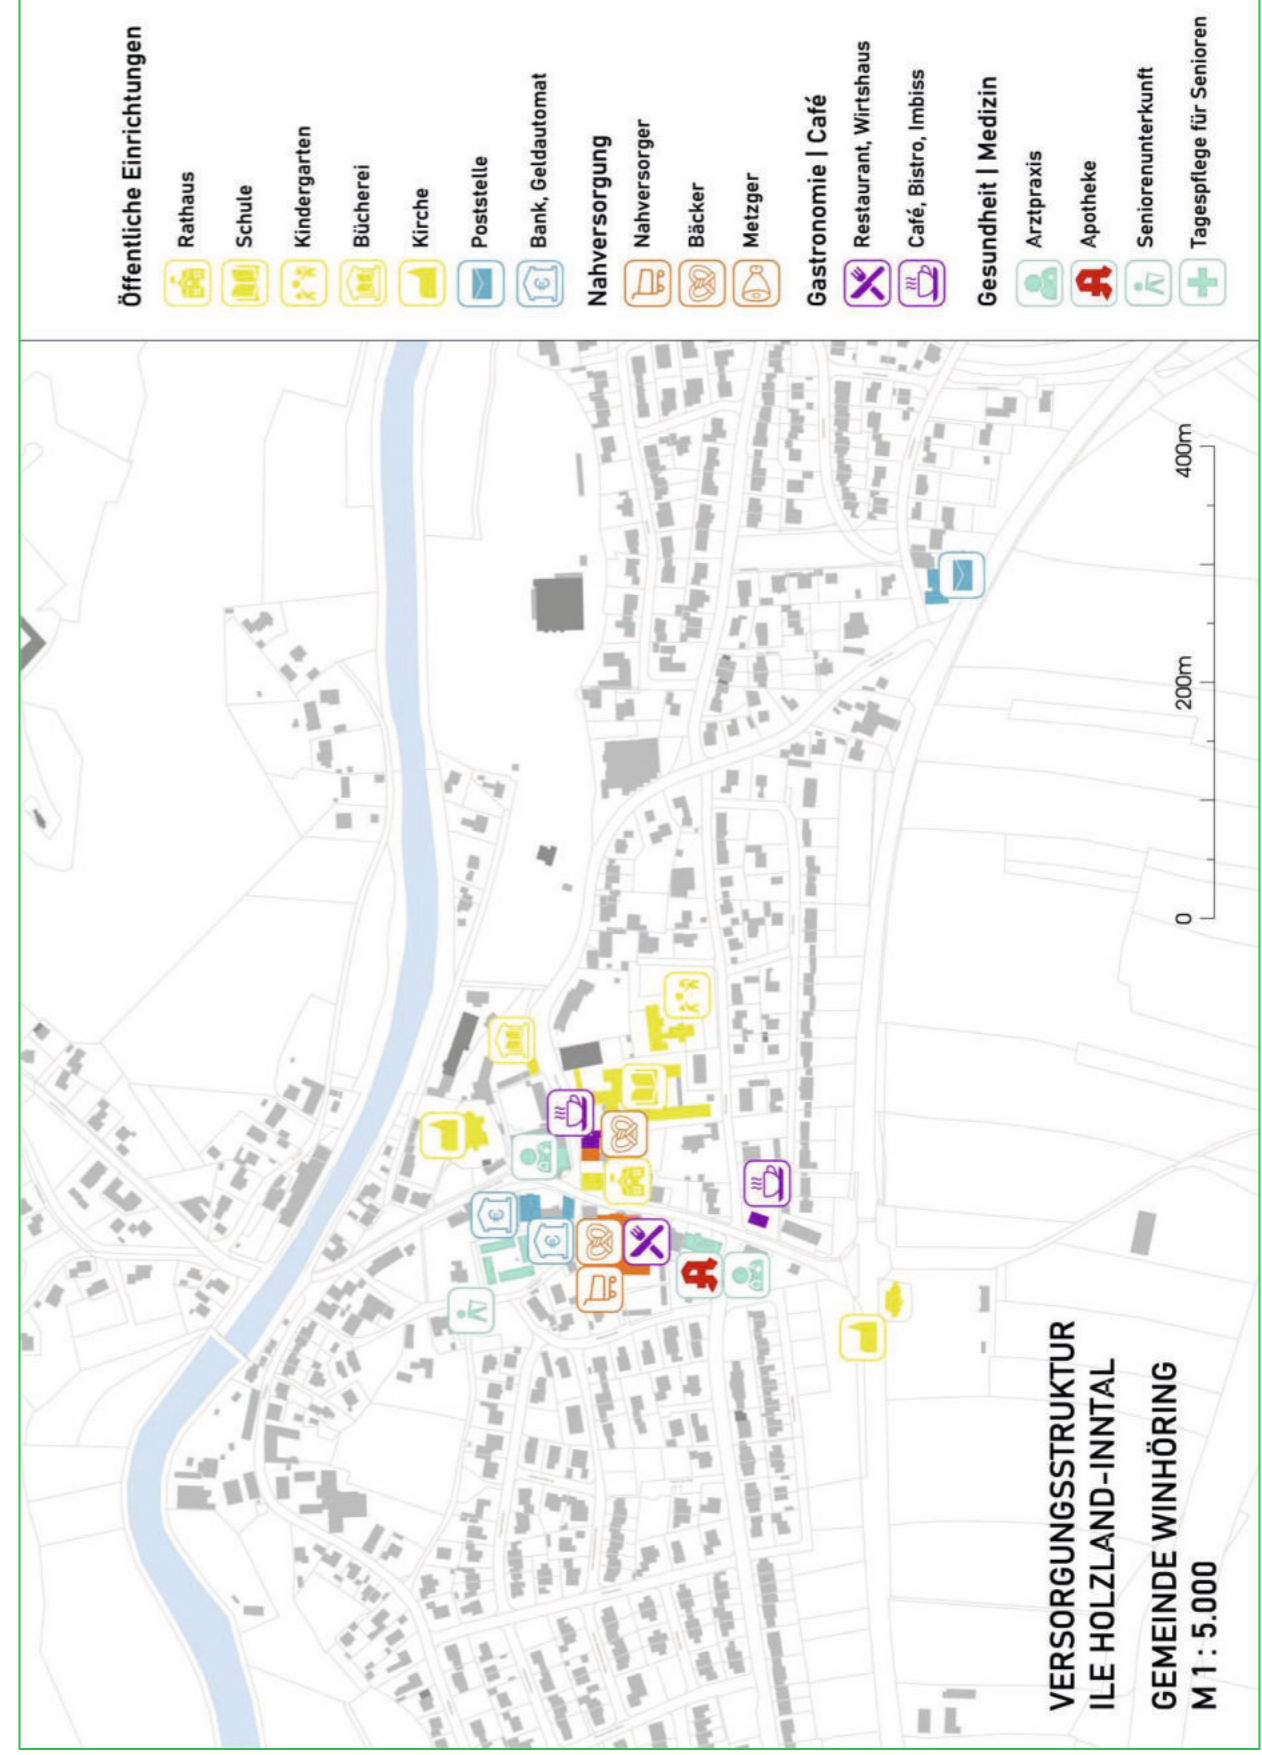 VERSORGUNGSSTRUKTUR
ILE HOLZLAND-INNTAL
GEMEINDE WINHÖRING
M 1 : 5.000
0
200m
400m
Öffentliche Einrichtungen
Rathaus
Schule
Kindergarten
Bücherei
Kirche
Poststelle
Bank, Geldautomat
Nahversorgung
Nahversorger
Bäcker
Metzger
Gastronomie | Café
Restaurant, Wirtshaus
Café, Bistro, Imbiss
Gesundheit | Medizin
Arztpraxis
Apotheke
Seniorenunterkunft
Tagespflege für Senioren